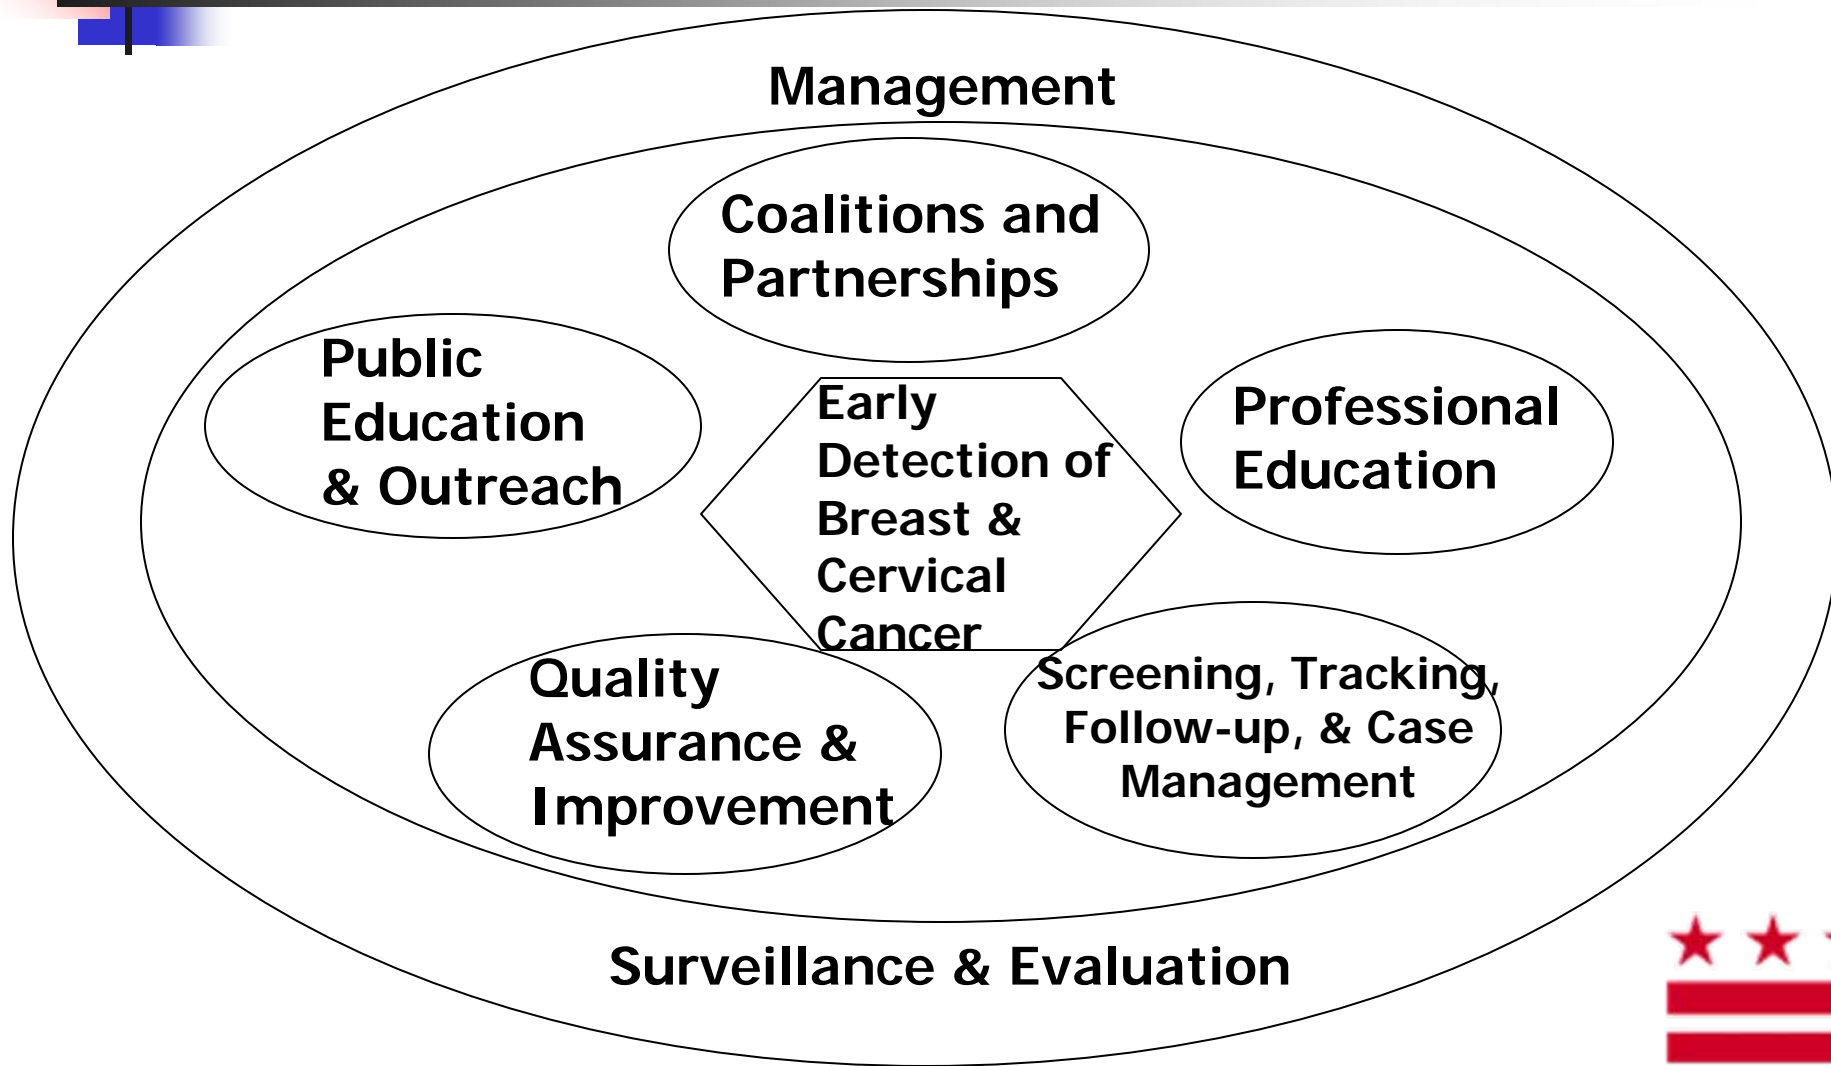 Management
Coalitions and
Partnerships
Public
Education
& Outreach
Early
Detection of
Breast &
Cervical
Cancer
Professional
Education
Quality
Assurance &
Improvement
Screening, Tracking,
Follow-up, & Case
Management
Surveillance & Evaluation